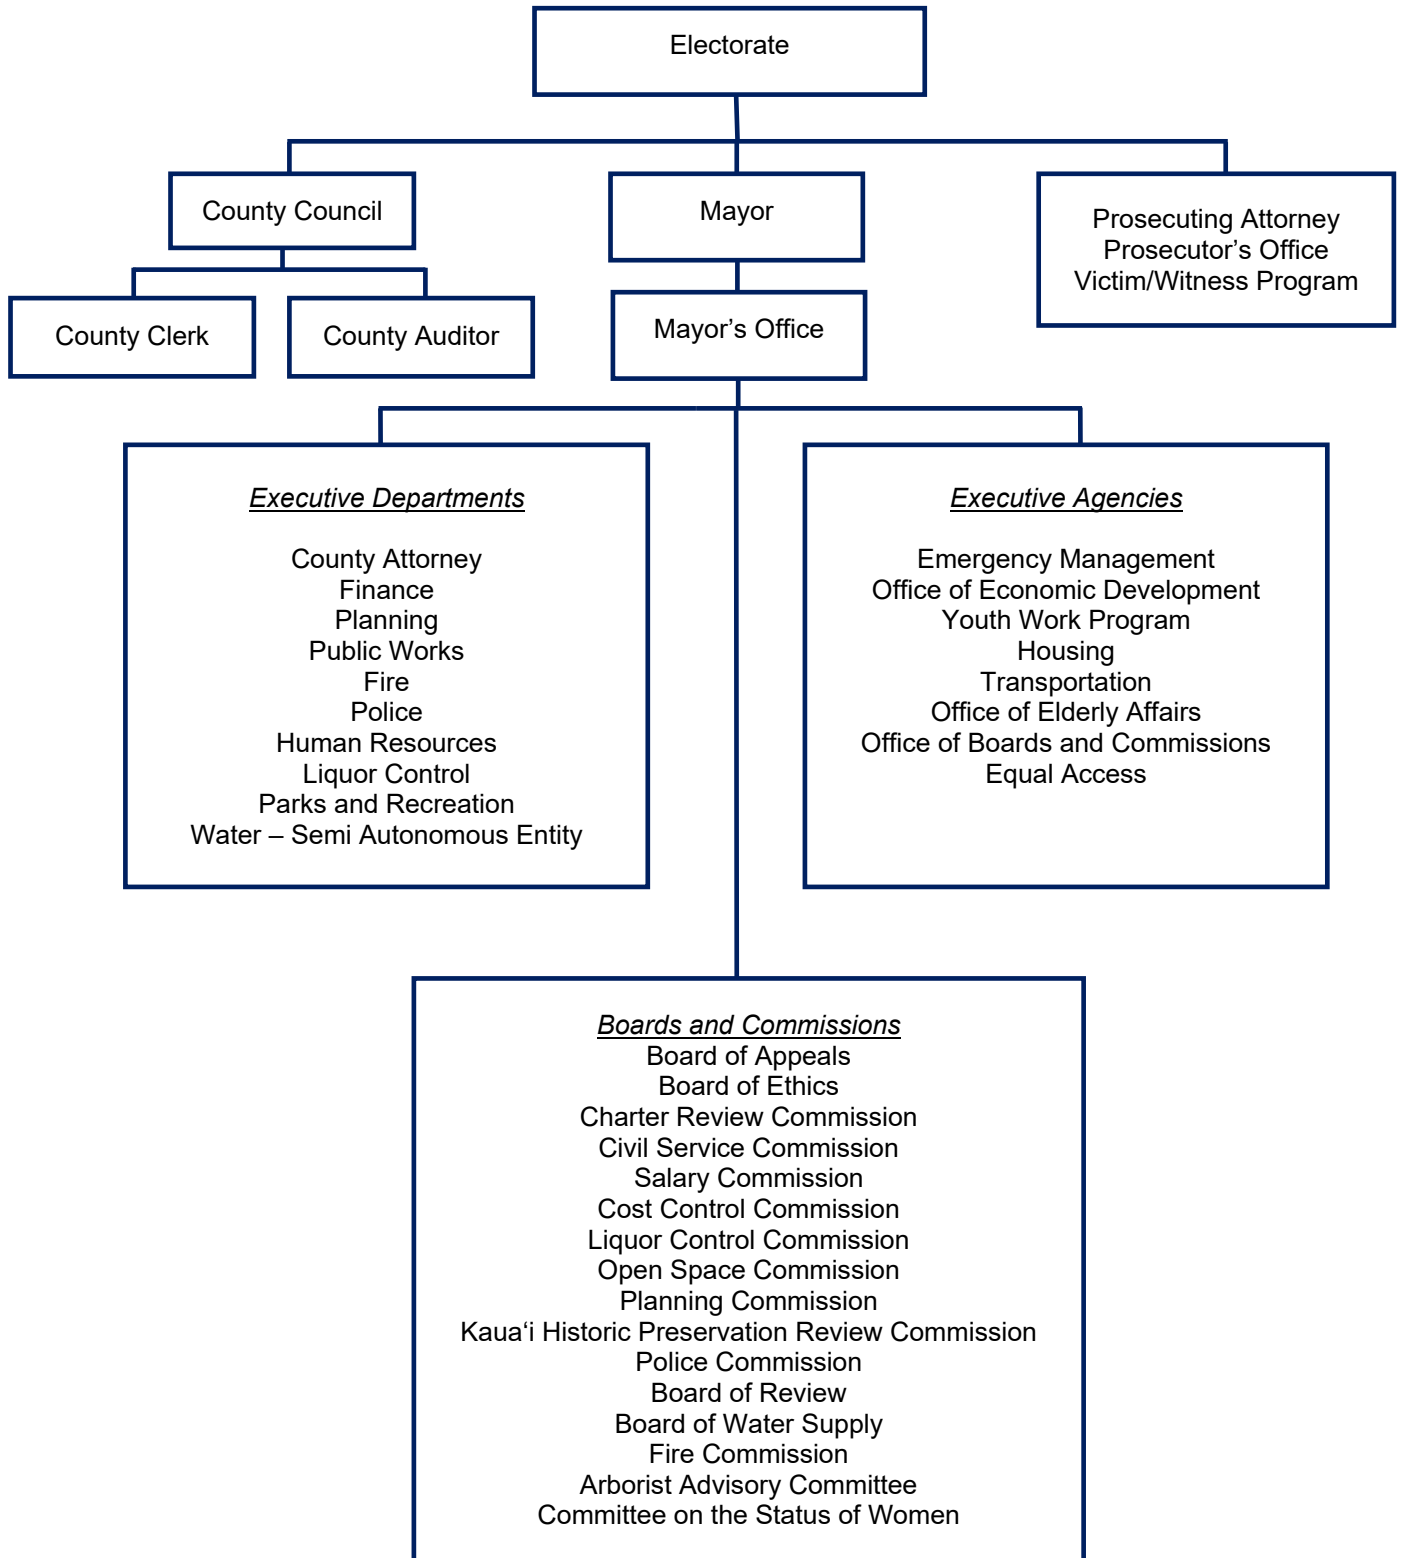 Electorate
County Council
Mayor
Prosecuting Attorney
Prosecutor’s Office
Victim/Witness Program
County Clerk
County Auditor
Mayor’s Office
Executive Departments
County Attorney
Finance
Planning
Public Works
Fire
Police
Human Resources
Liquor Control
Parks and Recreation
Water – Semi Autonomous Entity
Executive Agencies
Emergency Management
Office of Economic Development
Youth Work Program
Housing
Transportation
Office of Elderly Affairs
Office of Boards and Commissions
Equal Access
Boards and Commissions
Board of Appeals
Board of Ethics
Charter Review Commission
Civil Service Commission
Salary Commission
Cost Control Commission
Liquor Control Commission
Open Space Commission
Planning Commission
Kaua‘i Historic Preservation Review Commission
Police Commission
Board of Review
Board of Water Supply
Fire Commission
Arborist Advisory Committee
Committee on the Status of Women